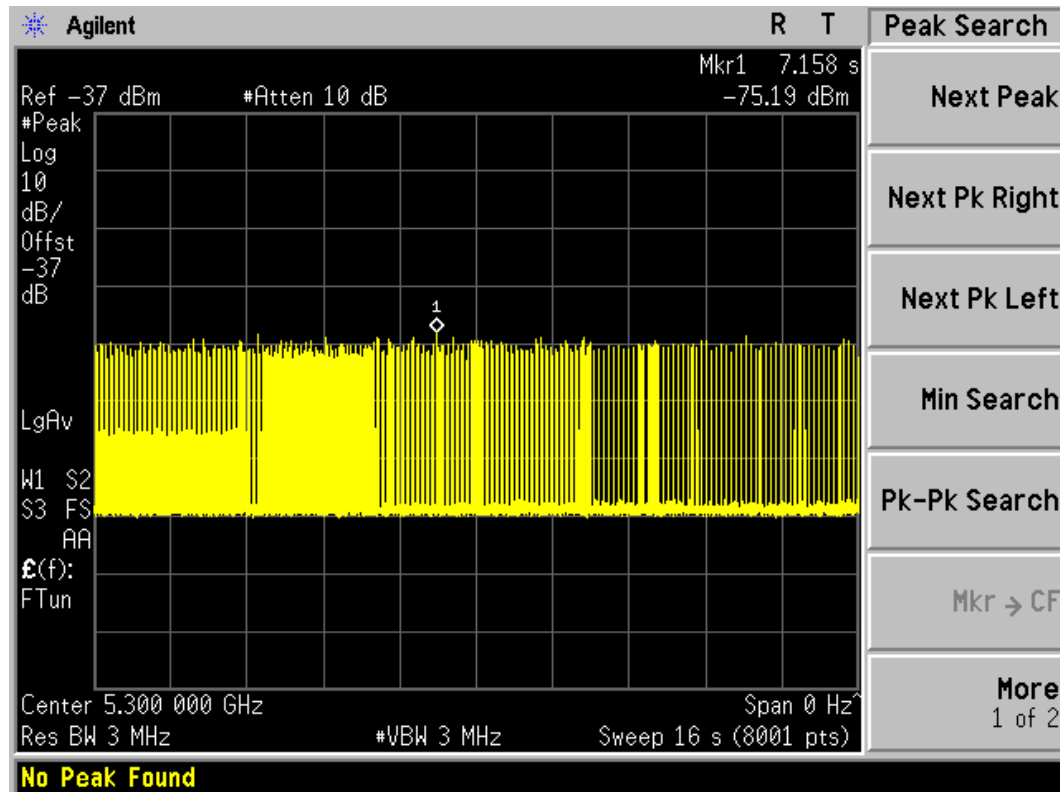 Agilent R T Peak Search
Mkr1 7.158 s
Ref -37 dBm #Atten 10 dB -75.19 dBm
#Peak
Log
10
dB/
Offst
-37
dB
1
LgAv
W1 S2
S3 FS
AA
£(f):
FTun
Center 5.300 000 GHz Span 0 Hz^
Res BW 3 MHz #VBW 3 MHz Sweep 16 s (8001 pts)
No Peak Found
Next Peak
Next Pk Right
Next Pk Left
Min Search
Pk-Pk Search
Mkr → CF
More
1 of 2